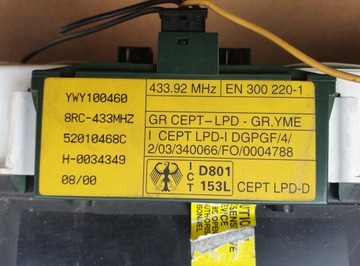 433.92 MHz EN 300 220-1
YWY100460
8RC-433MHZ
52010468C
H-0034349
08/00
GR CEPT-LPD - GR.YME
I CEPT LPD-I DGPGF/4/
2/03/340066/FO/0004788
I C T D801
153L CEPT LPD-D